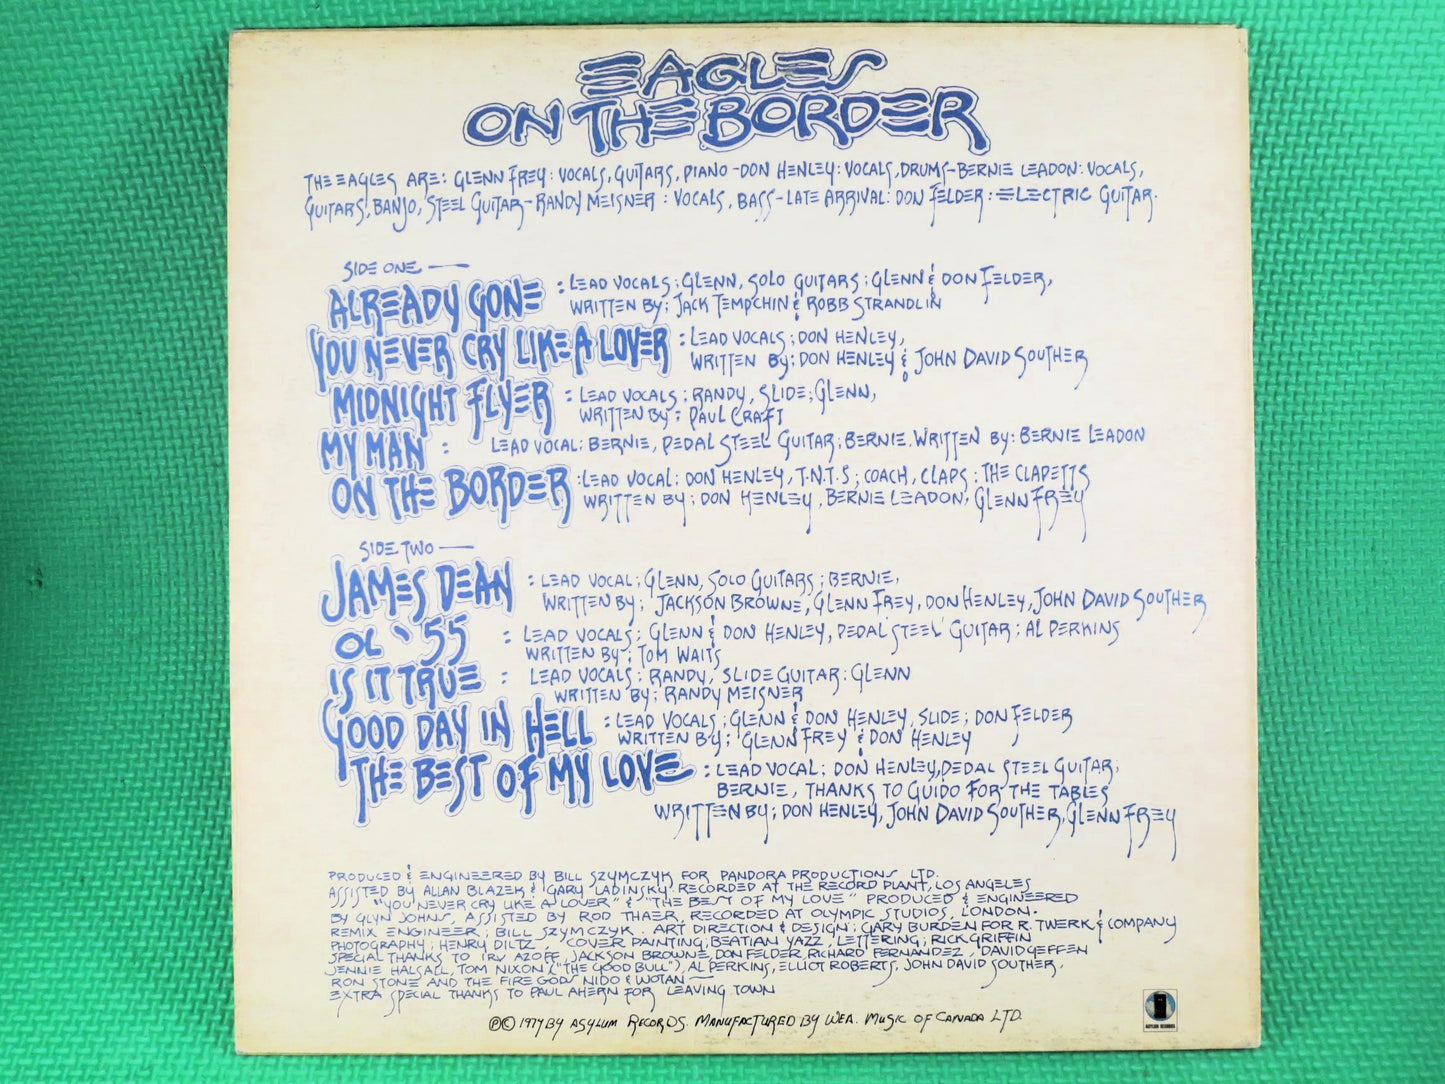 EAGLES
ON THE BORDER
THE EAGLES ARE: GLENN FREY: VOCALS, GUITARS, PIANO - DON HENLEY: VOCALS, DRUMS - BERNIE LEADON: VOCALS,
GUITARS, BANJO, STEEL GUITAR - RANDY MEISNER: VOCALS, BASS - LATE ARRIVAL: DON FELDER: ELECTRIC GUITAR.
SIDE ONE —
ALREADY GONE : LEAD VOCALS; GLENN, SOLO GUITARS; GLENN & DON FELDER,
WRITTEN BY; JACK TEMPCHIN & ROBB STRANDLIN
YOU NEVER CRY LIKE A LOVER : LEAD VOCALS; DON HENLEY,
WRITTEN BY; DON HENLEY & JOHN DAVID SOUTHER
MIDNIGHT FLYER : LEAD VOCALS; RANDY, SLIDE; GLENN,
WRITTEN BY; PAUL CRAFT
MY MAN : LEAD VOCAL; BERNIE, PEDAL STEEL GUITAR; BERNIE. WRITTEN BY: BERNIE LEADON
ON THE BORDER : LEAD VOCAL: DON HENLEY, T.N.T.S; COACH, CLAPS: THE CLAPETTS
WRITTEN BY; DON HENLEY, BERNIE LEADON, GLENN FREY
SIDE TWO —
JAMES DEAN : LEAD VOCAL; GLENN, SOLO GUITARS; BERNIE,
WRITTEN BY; JACKSON BROWNE, GLENN FREY, DON HENLEY, JOHN DAVID SOUTHER
OL '55 : LEAD VOCALS; GLENN & DON HENLEY, PEDAL STEEL GUITAR; AL PERKINS
WRITTEN BY; TOM WAITS
IS IT TRUE : LEAD VOCALS; RANDY, SLIDE GUITAR: GLENN
WRITTEN BY; RANDY MEISNER
GOOD DAY IN HELL : LEAD VOCALS; GLENN & DON HENLEY, SLIDE; DON FELDER
WRITTEN BY; GLENN FREY & DON HENLEY
THE BEST OF MY LOVE : LEAD VOCAL; DON HENLEY, PEDAL STEEL GUITAR;
BERNIE, THANKS TO GUIDO FOR THE TABLES
WRITTEN BY; DON HENLEY, JOHN DAVID SOUTHER, GLENN FREY
PRODUCED & ENGINEERED BY BILL SZYMCZYK FOR PANDORA PRODUCTIONS LTD.
ASSISTED BY ALLAN BLAZEK & GARY LADINSKY. RECORDED AT THE RECORD PLANT, LOS ANGELES
"YOU NEVER CRY LIKE A LOVER" & "THE BEST OF MY LOVE" PRODUCED & ENGINEERED
BY GLYN JOHNS, ASSISTED BY ROD THAER, RECORDED AT OLYMPIC STUDIOS, LONDON.
REMIX ENGINEER; BILL SZYMCZYK. ART DIRECTION & DESIGN; GARY BURDEN FOR R. TWERK & COMPANY
PHOTOGRAPHY; HENRY DILTZ, COVER PAINTING; BEATIAN YAZZ, LETTERING; RICK GRIFFIN
SPECIAL THANKS TO IRV AZOFF, JACKSON BROWNE, DON FELDER, RICHARD FERNANDEZ, DAVID GEFFEN
JENNIE HALSALL, TOM NIXON ("THE GOOD BULL"), AL PERKINS, ELLIOT ROBERTS, JOHN DAVID SOUTHER,
RON STONE AND THE FIRE GODS NIDO & WOTAN —
EXTRA SPECIAL THANKS TO PAUL AHERN FOR LEAVING TOWN
℗© 1974 BY ASYLUM RECORDS. MANUFACTURED BY WEA. MUSIC OF CANADA LTD.
ASYLUM RECORDS